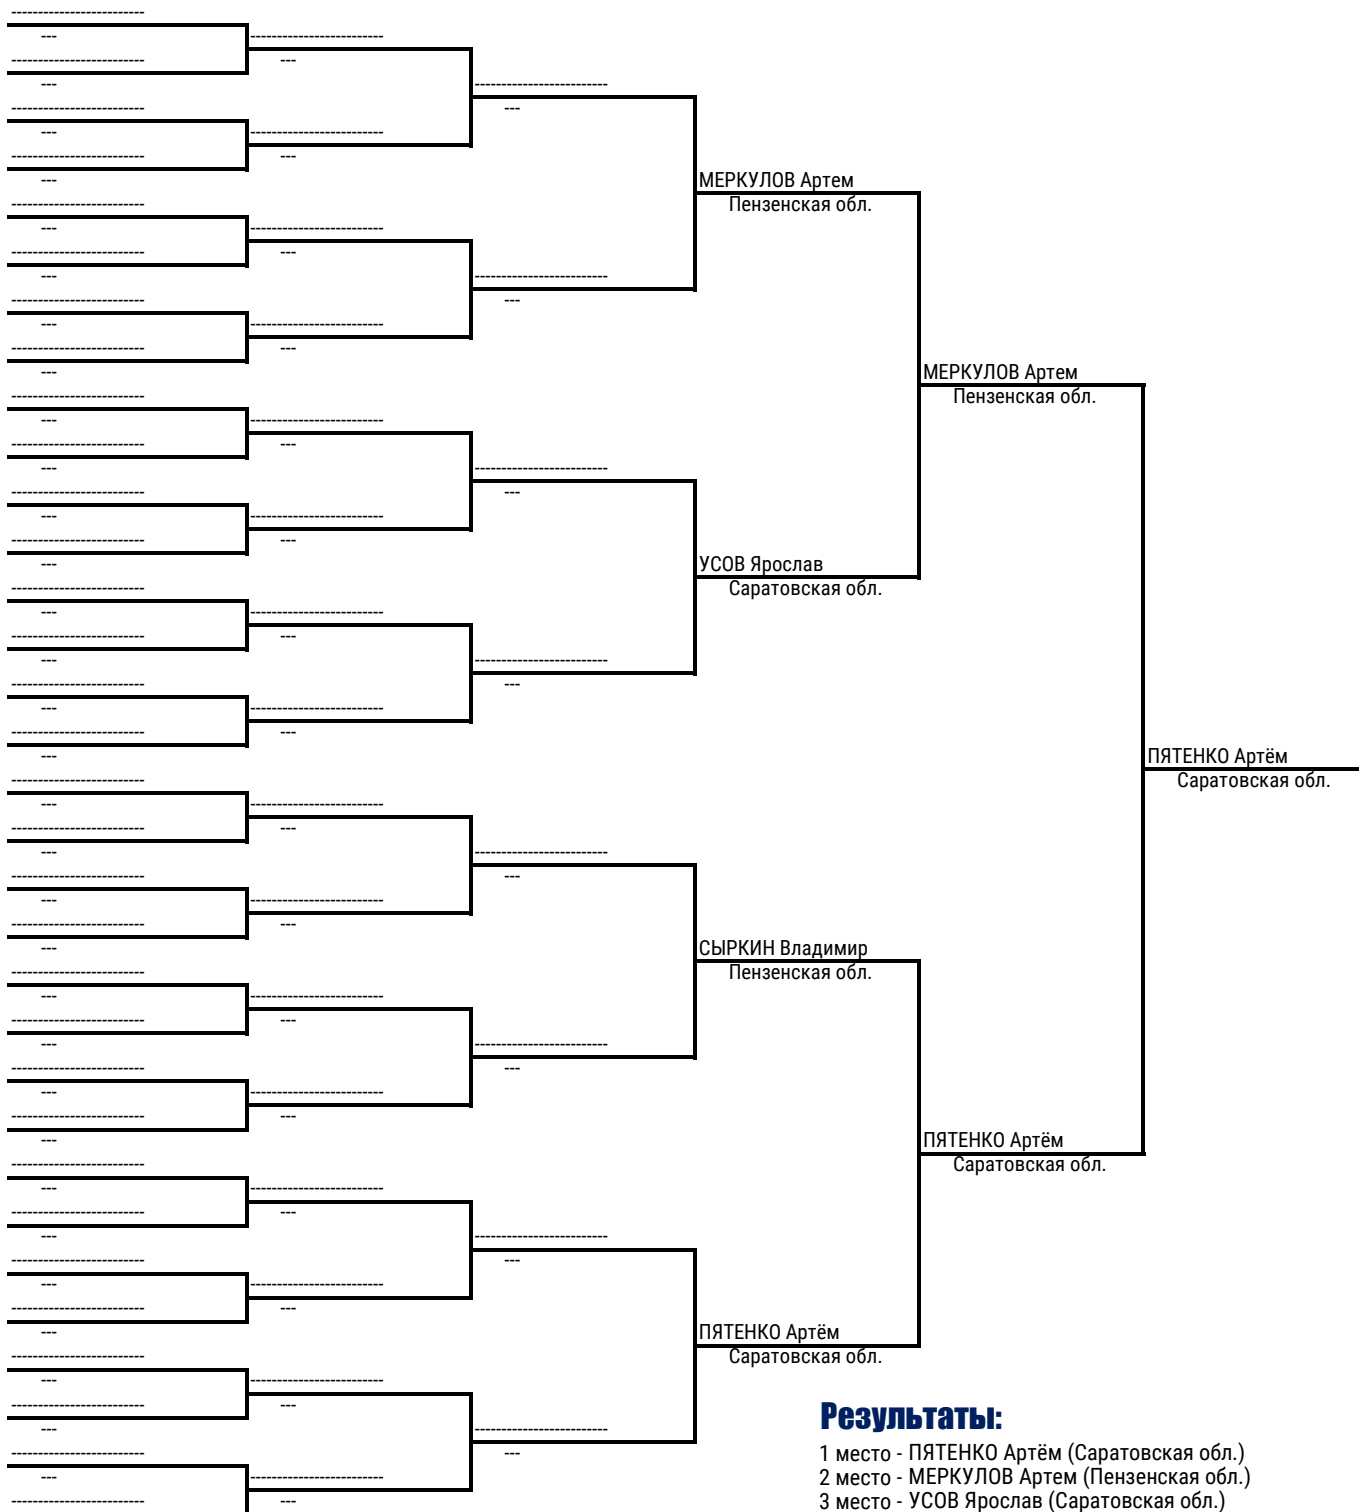 МЕРКУЛОВ Артем
Пензенская обл.
МЕРКУЛОВ Артем
Пензенская обл.
УСОВ Ярослав
Саратовская обл.
ПЯТЕНКО Артём
Саратовская обл.
СЫРКИН Владимир
Пензенская обл.
ПЯТЕНКО Артём
Саратовская обл.
ПЯТЕНКО Артём
Саратовская обл.
Результаты:
1 место - ПЯТЕНКО Артём (Саратовская обл.)
2 место - МЕРКУЛОВ Артем (Пензенская обл.)
3 место - УСОВ Ярослав (Саратовская обл.)